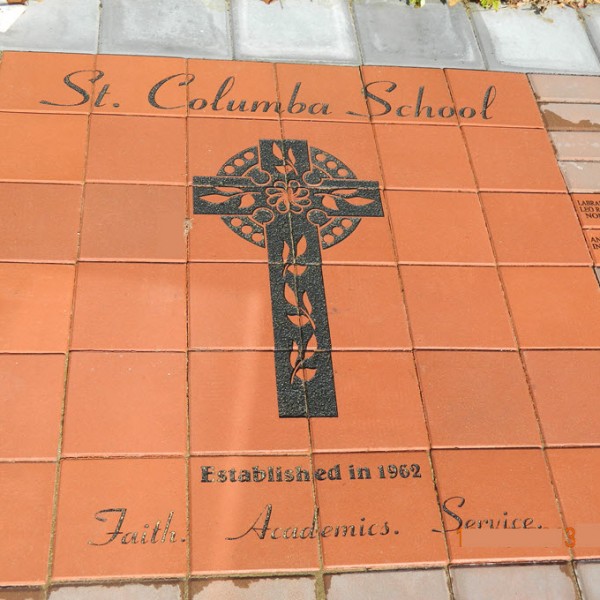 St. Columba School
Established in 1962
Faith. Academics. Service.